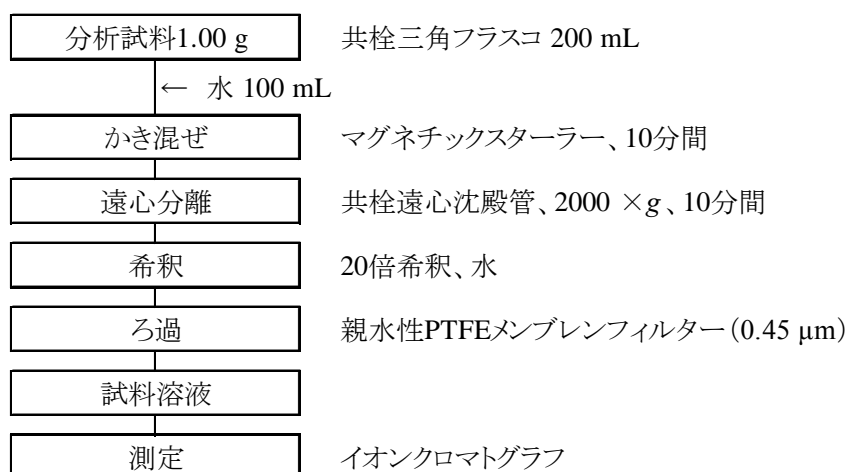 分析試料1.00 g 共栓三角フラスコ 200 mL
← 水 100 mL
かき混ぜ マグネチックスターラー、10分間
遠心分離 共栓遠心沈殿管、2000 ×g、10分間
希釈 20倍希釈、水
ろ過 親水性PTFEメンブレンフィルター（0.45 μm）
試料溶液
測定 イオンクロマトグラフ